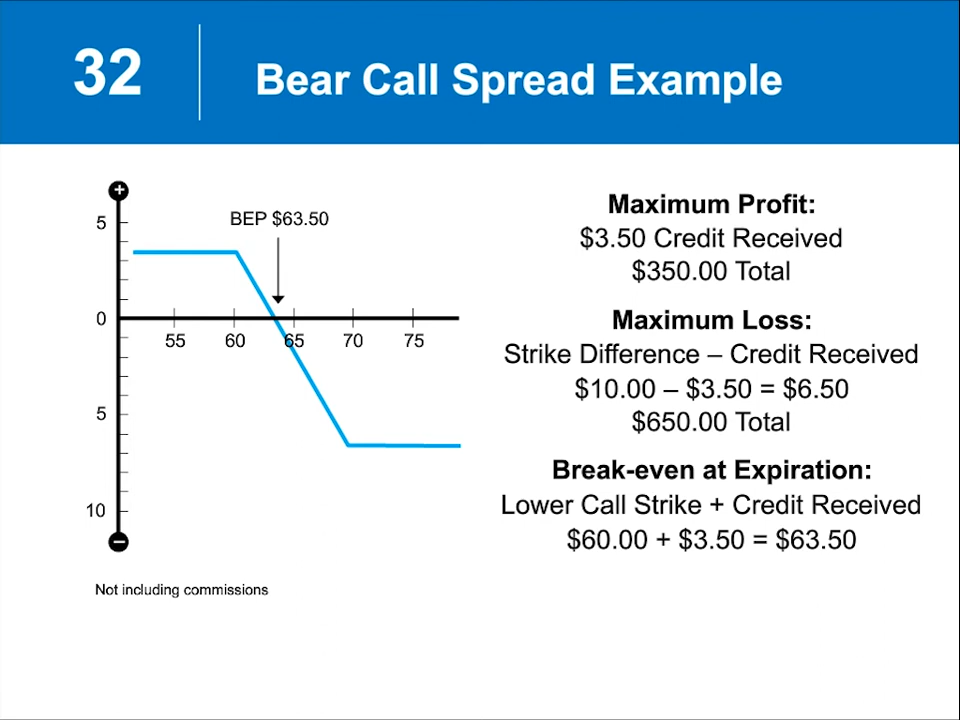 32
Bear Call Spread Example
+
5
BEP $63.50
0
55 60 65 70 75
5
10
−
Not including commissions
Maximum Profit:
$3.50 Credit Received
$350.00 Total
Maximum Loss:
Strike Difference – Credit Received
$10.00 – $3.50 = $6.50
$650.00 Total
Break-even at Expiration:
Lower Call Strike + Credit Received
$60.00 + $3.50 = $63.50